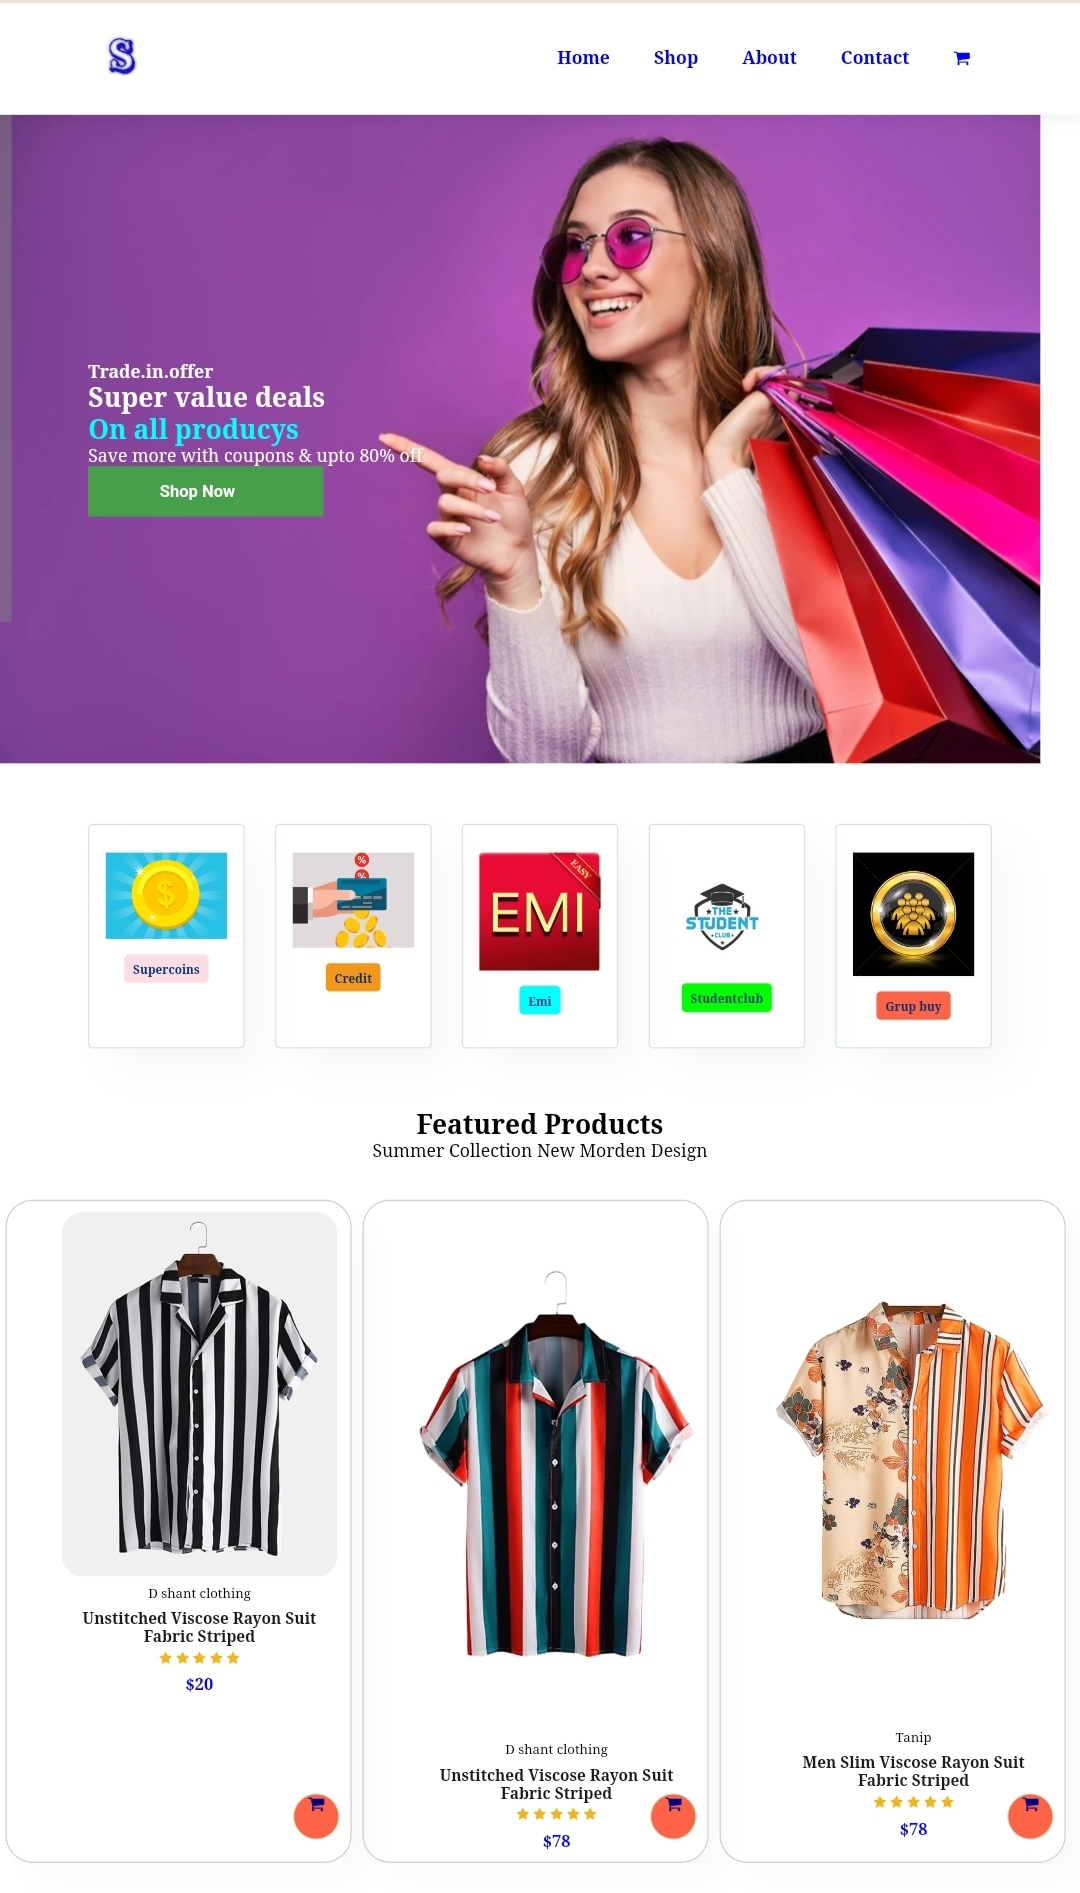 S
Home Shop About Contact
Trade.in.offer
Super value deals
On all producys
Save more with coupons & upto 80% off
Shop Now
$
%
%
EASY
EMI
THE
STUDENT
CLUB
Supercoins
Credit
Emi
Studentclub
Grup buy
Featured Products
Summer Collection New Morden Design
D shant clothing
Unstitched Viscose Rayon Suit
Fabric Striped
$20
D shant clothing
Unstitched Viscose Rayon Suit
Fabric Striped
$78
Tanip
Men Slim Viscose Rayon Suit
Fabric Striped
$78